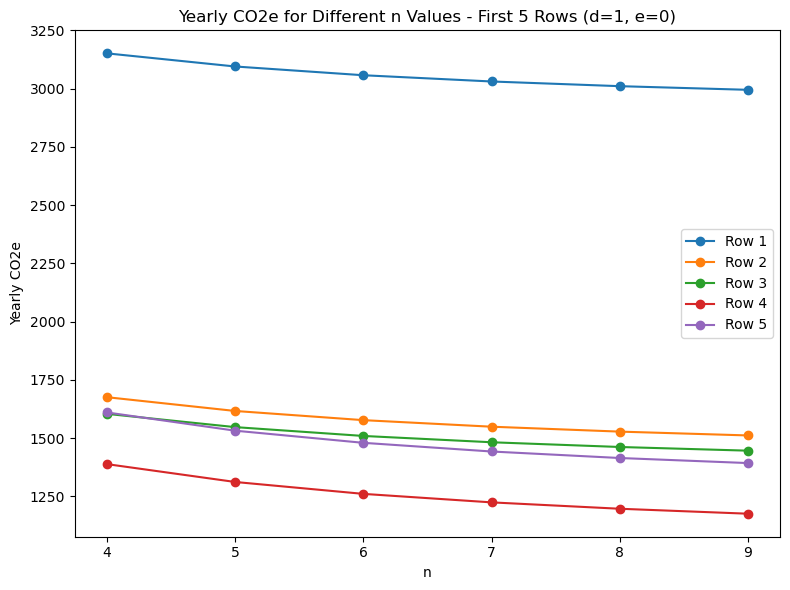 Yearly CO2e for Different n Values - First 5 Rows (d=1, e=0)
3250
3000
2750
2500
2250
2000
1750
1500
1250
Yearly CO2e
Row 1
Row 2
Row 3
Row 4
Row 5
4 5 6 7 8 9
n